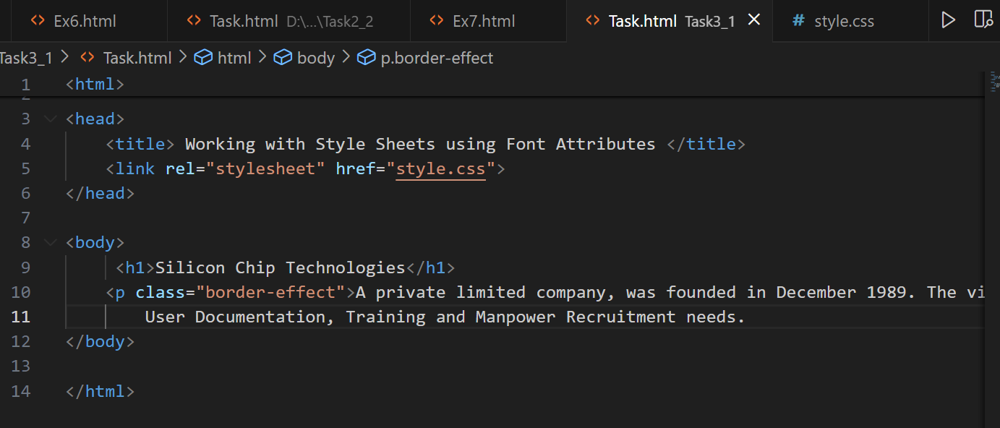 Ex6.html Task.html D:\...\Task2_2 Ex7.html Task.html Task3_1 style.css
Task3_1 > Task.html > html > body > p.border-effect
1 <html>
2
3 <head>
4 <title> Working with Style Sheets using Font Attributes </title>
5 <link rel="stylesheet" href="style.css">
6 </head>
7
8 <body>
9 <h1>Silicon Chip Technologies</h1>
10 <p class="border-effect">A private limited company, was founded in December 1989. The vi
11 User Documentation, Training and Manpower Recruitment needs.
12 </body>
13
14 </html>